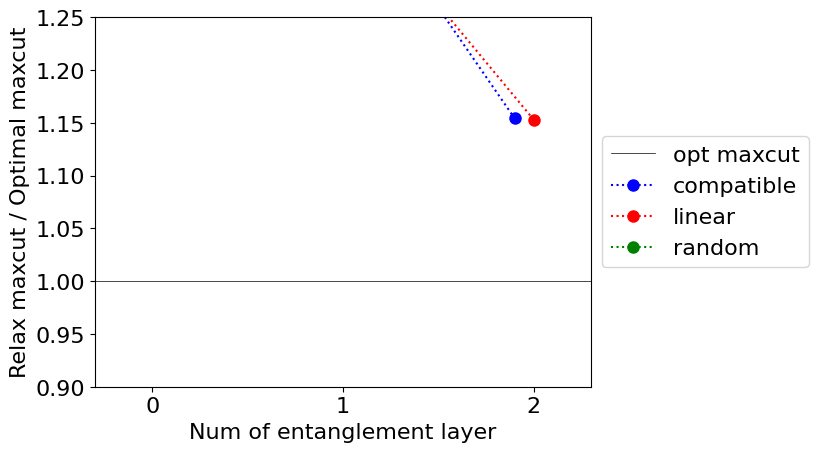 Relax maxcut / Optimal maxcut
1.25
1.20
1.15
1.10
1.05
1.00
0.95
0.90
0 1 2
Num of entanglement layer
opt maxcut
compatible
linear
random